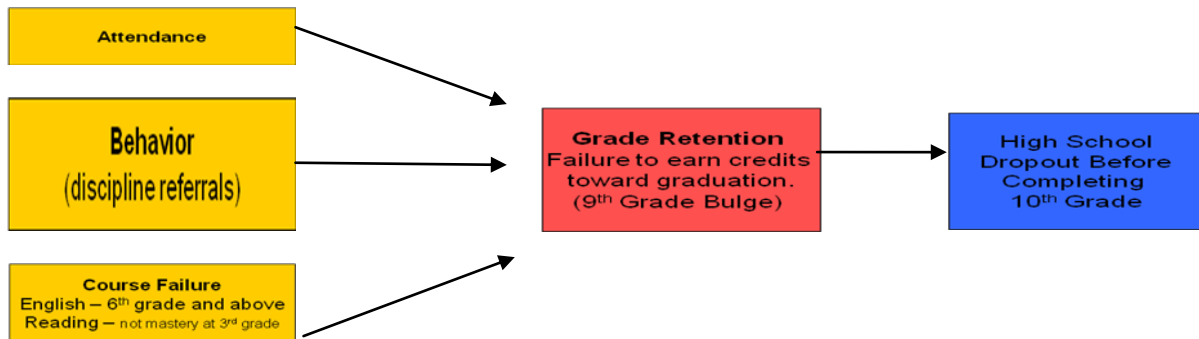 Attendance
Behavior
(discipline referrals)
Course Failure
English – 6th grade and above
Reading – not mastery at 3rd grade
Grade Retention
Failure to earn credits
toward graduation.
(9th Grade Bulge)
High School
Dropout Before
Completing
10th Grade